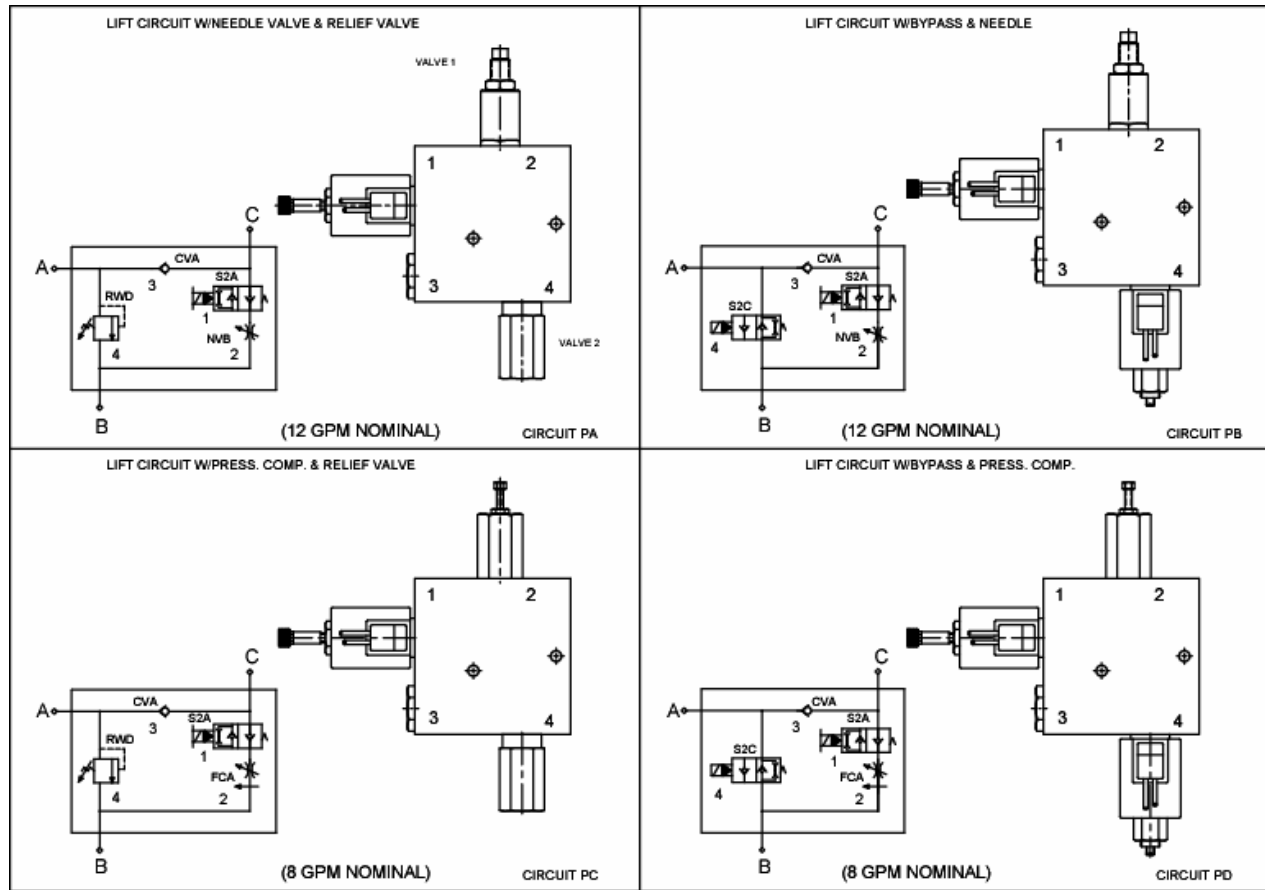 LIFT CIRCUIT W/NEEDLE VALVE & RELIEF VALVE
VALVE 1
1
2
3
4
VALVE 2
C
A
CVA
3
S2A
RWD
1
NVB
4
2
B
(12 GPM NOMINAL)
CIRCUIT PA
LIFT CIRCUIT W/BYPASS & NEEDLE
1
2
3
4
C
A
CVA
3
S2A
S2C
1
NVB
4
2
B
(12 GPM NOMINAL)
CIRCUIT PB
LIFT CIRCUIT W/PRESS. COMP. & RELIEF VALVE
1
2
3
4
C
A
CVA
3
S2A
RWD
1
FCA
4
2
B
(8 GPM NOMINAL)
CIRCUIT PC
LIFT CIRCUIT W/BYPASS & PRESS. COMP.
1
2
3
4
C
A
CVA
3
S2A
S2C
1
FCA
4
2
B
(8 GPM NOMINAL)
CIRCUIT PD